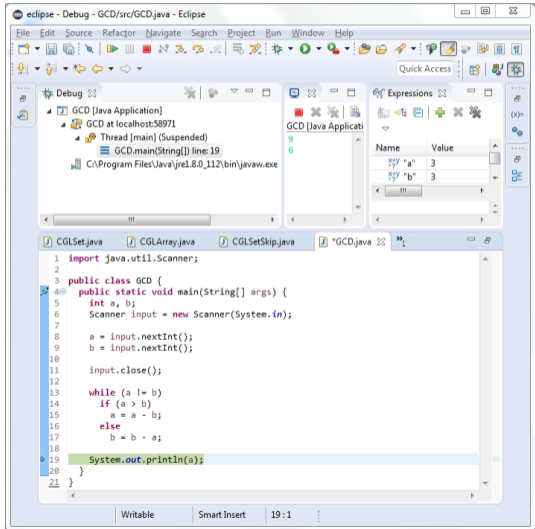 eclipse - Debug - GCD/src/GCD.java - Eclipse
File Edit Source Refactor Navigate Search Project Run Window Help
Quick Access
Debug
Expressions
GCD [Java Application]
GCD at localhost:58971
Thread [main] (Suspended)
GCD.main(String[]) line: 19
C:\Program Files\Java\jre1.8.0_112\bin\javaw.exe
GCD [Java Applicati
9
6
Name Value
"a" 3
"b" 3
CGLSet.java CGLArray.java CGLSetSkip.java *GCD.java
1 import java.util.Scanner;
2
3 public class GCD {
4 public static void main(String[] args) {
5 int a, b;
6 Scanner input = new Scanner(System.in);
7
8 a = input.nextInt();
9 b = input.nextInt();
10
11 input.close();
12
13 while (a != b)
14 if (a > b)
15 a = a - b;
16 else
17 b = b - a;
18
19 System.out.println(a);
20 }
21 }
Writable Smart Insert 19 : 1